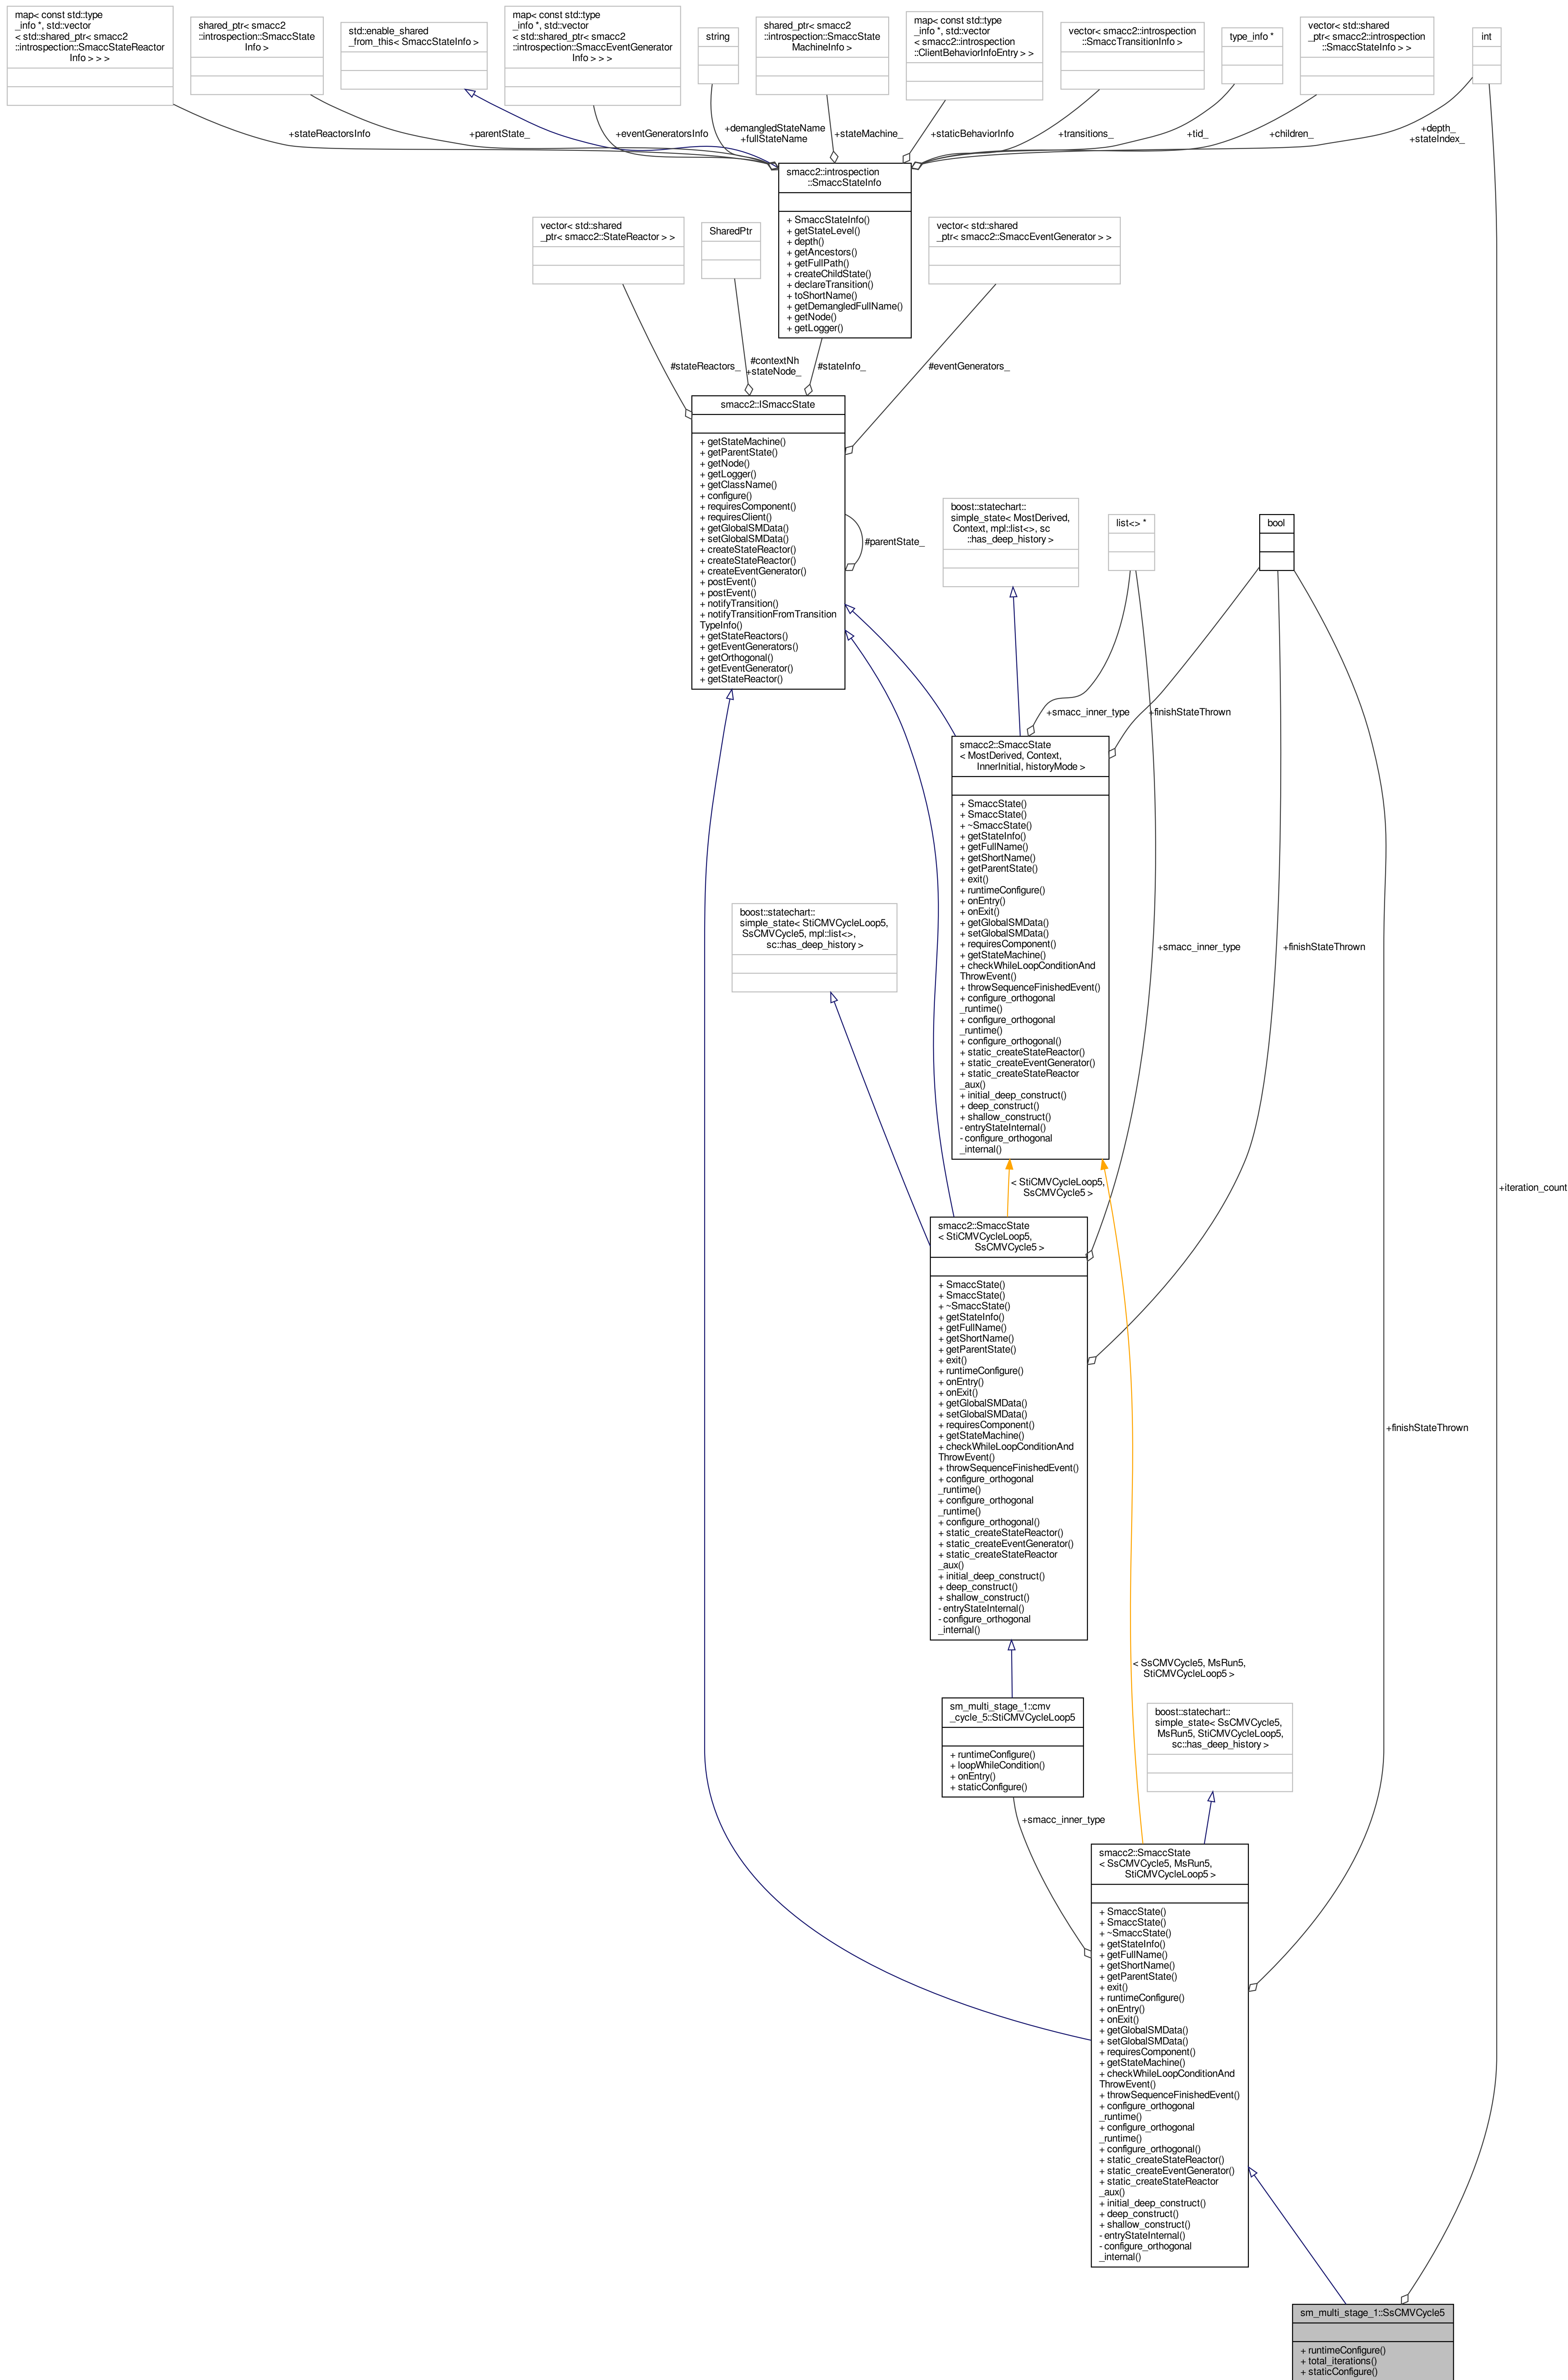 map< const std::type
_info *, std::vector
< std::shared_ptr< smacc2
::introspection::SmaccStateReactor
Info > > >
shared_ptr< smacc2
::introspection::SmaccState
Info >
std::enable_shared
_from_this< SmaccStateInfo >
map< const std::type
_info *, std::vector
< std::shared_ptr< smacc2
::introspection::SmaccEventGenerator
Info > > >
string
shared_ptr< smacc2
::introspection::SmaccState
MachineInfo >
map< const std::type
_info *, std::vector
< smacc2::introspection
::ClientBehaviorInfoEntry > >
vector< smacc2::introspection
::SmaccTransitionInfo >
type_info *
vector< std::shared
_ptr< smacc2::introspection
::SmaccStateInfo > >
int
+stateReactorsInfo
+parentState_
+eventGeneratorsInfo
+demangledStateName
+fullStateName
+stateMachine_
+staticBehaviorInfo
+transitions_
+tid_
+children_
+depth_
+stateIndex_
smacc2::introspection
::SmaccStateInfo
+ SmaccStateInfo()
+ getStateLevel()
+ depth()
+ getAncestors()
+ getFullPath()
+ createChildState()
+ declareTransition()
+ toShortName()
+ getDemangledFullName()
+ getNode()
+ getLogger()
vector< std::shared
_ptr< smacc2::StateReactor > >
SharedPtr
vector< std::shared
_ptr< smacc2::SmaccEventGenerator > >
#stateReactors_
#contextNh
+stateNode_
#stateInfo_
#eventGenerators_
smacc2::ISmaccState
+ getStateMachine()
+ getParentState()
+ getNode()
+ getLogger()
+ getClassName()
+ configure()
+ requiresComponent()
+ requiresClient()
+ getGlobalSMData()
+ setGlobalSMData()
+ createStateReactor()
+ createStateReactor()
+ createEventGenerator()
+ postEvent()
+ postEvent()
+ notifyTransition()
+ notifyTransitionFromTransition
TypeInfo()
+ getStateReactors()
+ getEventGenerators()
+ getOrthogonal()
+ getEventGenerator()
+ getStateReactor()
#parentState_
boost::statechart::
simple_state< MostDerived,
Context, mpl::list<>, sc
::has_deep_history >
list<> *
bool
+smacc_inner_type
+finishStateThrown
smacc2::SmaccState
< MostDerived, Context,
InnerInitial, historyMode >
+ SmaccState()
+ SmaccState()
+ ~SmaccState()
+ getStateInfo()
+ getFullName()
+ getShortName()
+ getParentState()
+ exit()
+ runtimeConfigure()
+ onEntry()
+ onExit()
+ getGlobalSMData()
+ setGlobalSMData()
+ requiresComponent()
+ getStateMachine()
+ checkWhileLoopConditionAnd
ThrowEvent()
+ throwSequenceFinishedEvent()
+ configure_orthogonal
_runtime()
+ configure_orthogonal
_runtime()
+ configure_orthogonal()
+ static_createStateReactor()
+ static_createEventGenerator()
+ static_createStateReactor
_aux()
+ initial_deep_construct()
+ deep_construct()
+ shallow_construct()
- entryStateInternal()
- configure_orthogonal
_internal()
boost::statechart::
simple_state< StiCMVCycleLoop5,
SsCMVCycle5, mpl::list<>,
sc::has_deep_history >
+smacc_inner_type
+finishStateThrown
< StiCMVCycleLoop5,
SsCMVCycle5 >
+iteration_count
smacc2::SmaccState
< StiCMVCycleLoop5,
SsCMVCycle5 >
+ SmaccState()
+ SmaccState()
+ ~SmaccState()
+ getStateInfo()
+ getFullName()
+ getShortName()
+ getParentState()
+ exit()
+ runtimeConfigure()
+ onEntry()
+ onExit()
+ getGlobalSMData()
+ setGlobalSMData()
+ requiresComponent()
+ getStateMachine()
+ checkWhileLoopConditionAnd
ThrowEvent()
+ throwSequenceFinishedEvent()
+ configure_orthogonal
_runtime()
+ configure_orthogonal
_runtime()
+ configure_orthogonal()
+ static_createStateReactor()
+ static_createEventGenerator()
+ static_createStateReactor
_aux()
+ initial_deep_construct()
+ deep_construct()
+ shallow_construct()
- entryStateInternal()
- configure_orthogonal
_internal()
+finishStateThrown
< SsCMVCycle5, MsRun5,
StiCMVCycleLoop5 >
sm_multi_stage_1::cmv
_cycle_5::StiCMVCycleLoop5
+ runtimeConfigure()
+ loopWhileCondition()
+ onEntry()
+ staticConfigure()
boost::statechart::
simple_state< SsCMVCycle5,
MsRun5, StiCMVCycleLoop5,
sc::has_deep_history >
+smacc_inner_type
smacc2::SmaccState
< SsCMVCycle5, MsRun5,
StiCMVCycleLoop5 >
+ SmaccState()
+ SmaccState()
+ ~SmaccState()
+ getStateInfo()
+ getFullName()
+ getShortName()
+ getParentState()
+ exit()
+ runtimeConfigure()
+ onEntry()
+ onExit()
+ getGlobalSMData()
+ setGlobalSMData()
+ requiresComponent()
+ getStateMachine()
+ checkWhileLoopConditionAnd
ThrowEvent()
+ throwSequenceFinishedEvent()
+ configure_orthogonal
_runtime()
+ configure_orthogonal
_runtime()
+ configure_orthogonal()
+ static_createStateReactor()
+ static_createEventGenerator()
+ static_createStateReactor
_aux()
+ initial_deep_construct()
+ deep_construct()
+ shallow_construct()
- entryStateInternal()
- configure_orthogonal
_internal()
sm_multi_stage_1::SsCMVCycle5
+ runtimeConfigure()
+ total_iterations()
+ staticConfigure()